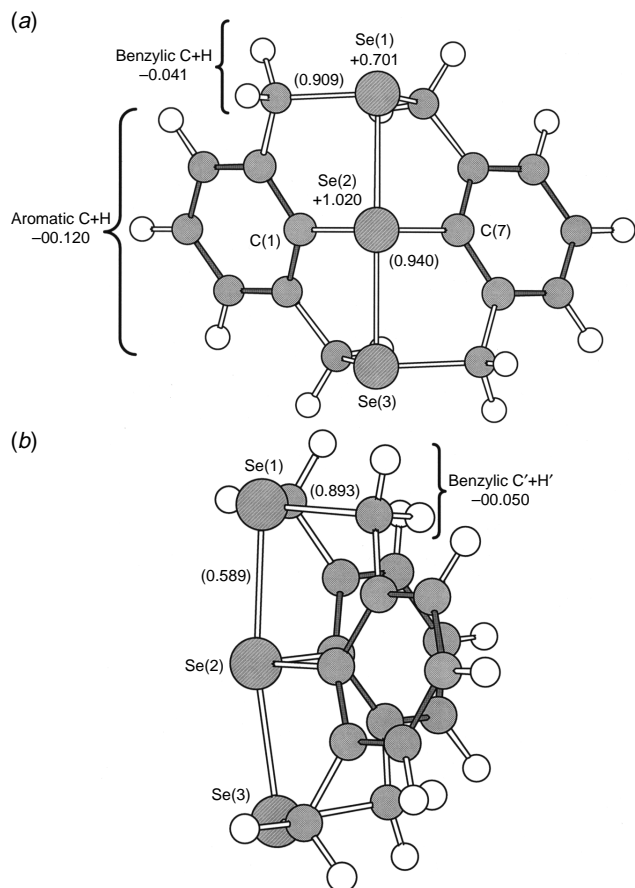 (a)
Benzylic C+H
−0.041
Se(1)
+0.701
(0.909)
Aromatic C+H
−00.120
Se(2)
+1.020
C(1)
C(7)
(0.940)
Se(3)
(b)
Se(1)
(0.893)
Benzylic C′+H′
−00.050
(0.589)
Se(2)
Se(3)